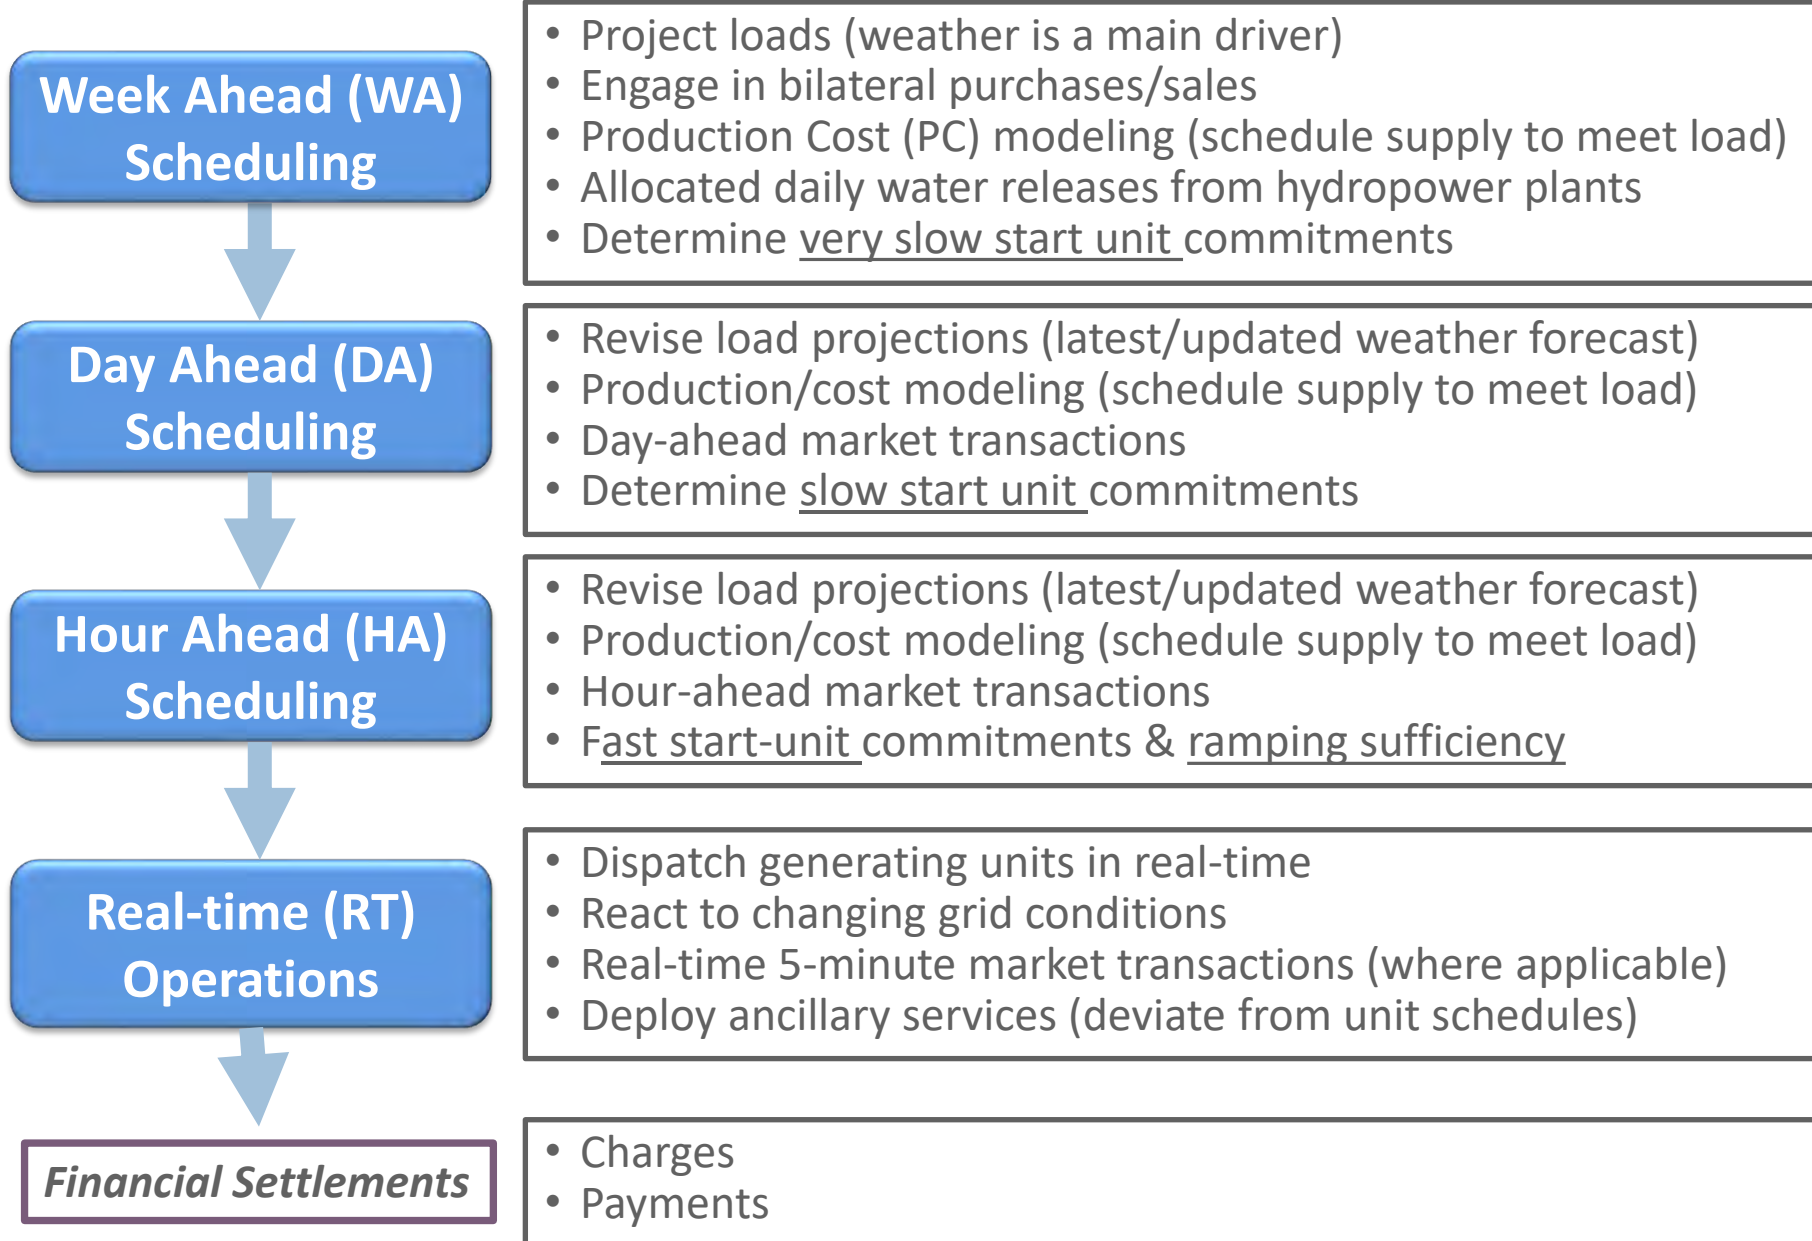 Week Ahead (WA)
Scheduling
• Project loads (weather is a main driver)
• Engage in bilateral purchases/sales
• Production Cost (PC) modeling (schedule supply to meet load)
• Allocated daily water releases from hydropower plants
• Determine very slow start unit commitments
Day Ahead (DA)
Scheduling
• Revise load projections (latest/updated weather forecast)
• Production/cost modeling (schedule supply to meet load)
• Day-ahead market transactions
• Determine slow start unit commitments
Hour Ahead (HA)
Scheduling
• Revise load projections (latest/updated weather forecast)
• Production/cost modeling (schedule supply to meet load)
• Hour-ahead market transactions
• Fast start-unit commitments & ramping sufficiency
Real-time (RT)
Operations
• Dispatch generating units in real-time
• React to changing grid conditions
• Real-time 5-minute market transactions (where applicable)
• Deploy ancillary services (deviate from unit schedules)
Financial Settlements
• Charges
• Payments